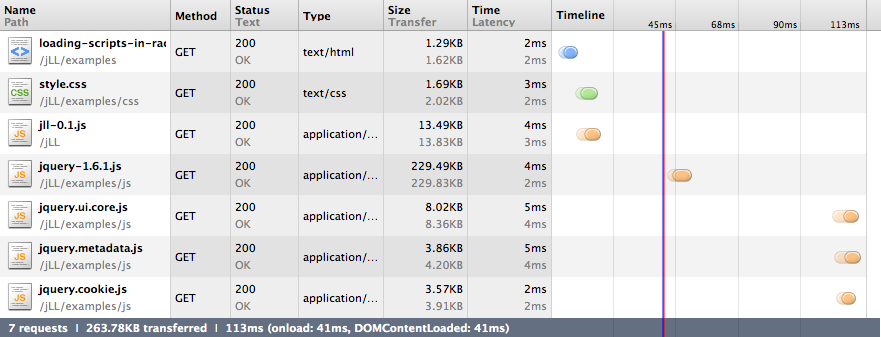 Name Method Status Type Size Time Timeline
Path Text Transfer Latency 45ms 68ms 90ms 113ms
loading-scripts-in-rac 200 1.29KB 2ms
/jLL/examples GET OK text/html 1.62KB 2ms
style.css 200 1.69KB 3ms
CSS /jLL/examples/css GET OK text/css 2.02KB 2ms
jll-0.1.js 200 13.49KB 4ms
JS /jLL GET OK application/... 13.83KB 3ms
jquery-1.6.1.js 200 229.49KB 4ms
JS /jLL/examples/js GET OK application/... 229.83KB 2ms
jquery.ui.core.js 200 8.02KB 5ms
JS /jLL/examples/js GET OK application/... 8.36KB 4ms
jquery.metadata.js 200 3.86KB 5ms
JS /jLL/examples/js GET OK application/... 4.20KB 4ms
jquery.cookie.js 200 3.57KB 2ms
JS /jLL/examples/js GET OK application/... 3.91KB 2ms
7 requests | 263.78KB transferred | 113ms (onload: 41ms, DOMContentLoaded: 41ms)